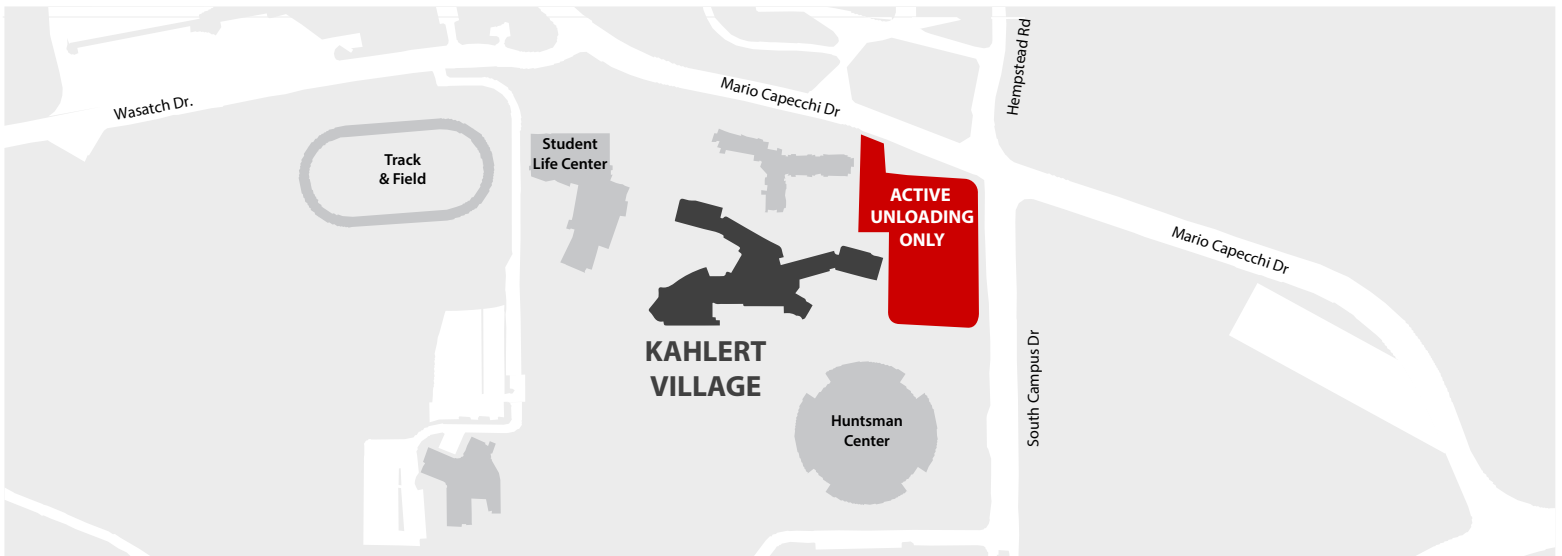 Hempstead Rd
Mario Capecchi Dr
Wasatch Dr.
Student
Life Center
Track
& Field
ACTIVE
UNLOADING
ONLY
Mario Capecchi Dr
KAHLERT
VILLAGE
South Campus Dr
Huntsman
Center